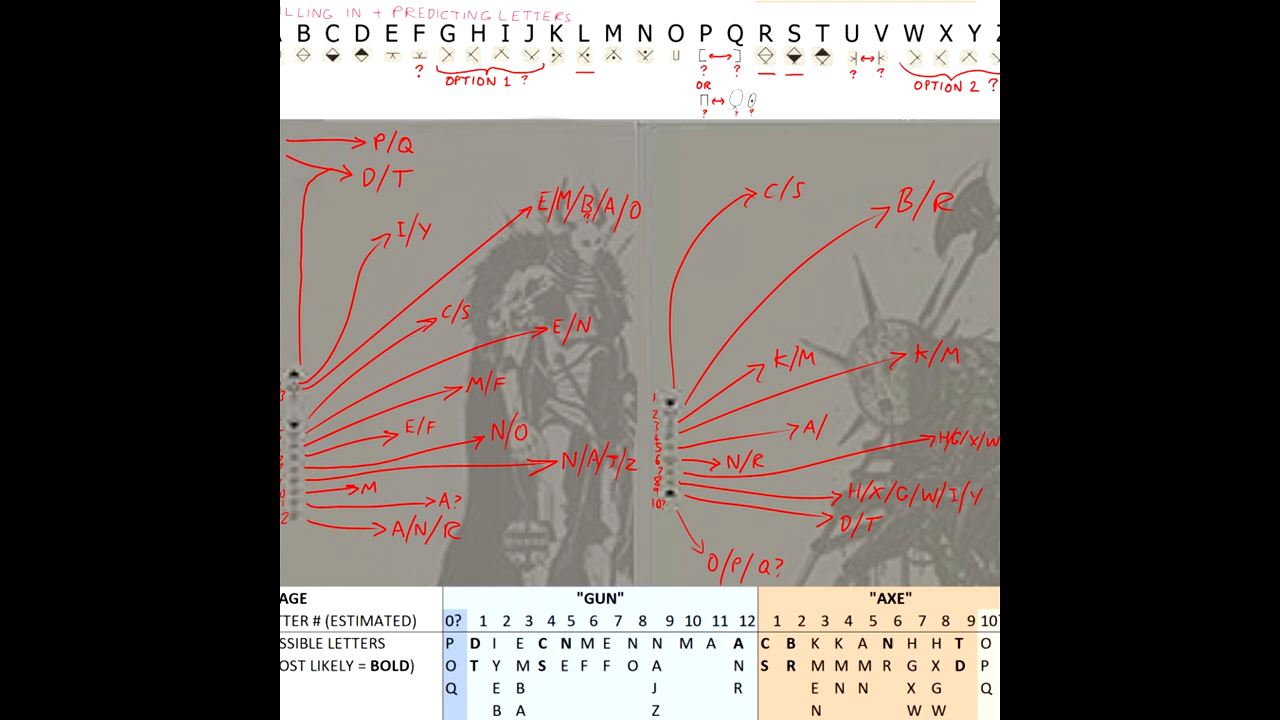 ILLING IN + PREDICTING LETTERS
B C D E F G H I J K L M N O P Q R S T U V W X Y Z
? ? ? ? ?
OPTION 1 ?
OPTION 2 ?
OR
? ? ?
P/Q
D/T
I/Y
E/M/B/A/O
?
C/S
E/N
M/F
E/F
N/O
N/A/J/Z
M
A?
A/N/R
C/S
B/R
K/M
K/M
A/
H/G/X/W
N/R
H/X/G/W/I/Y
D/T
O/P/Q?
AGE "GUN" "AXE"
TTER # (ESTIMATED) 0? 1 2 3 4 5 6 7 8 9 10 11 12 1 2 3 4 5 6 7 8 9 10
SSIBLE LETTERS P D I E C N M E N N M A A C B K K A N H H T O
OST LIKELY = BOLD) O T Y M S E F F O A N S R M M M R G X D P
Q E B J R E N N X G Q
B A Z N W W